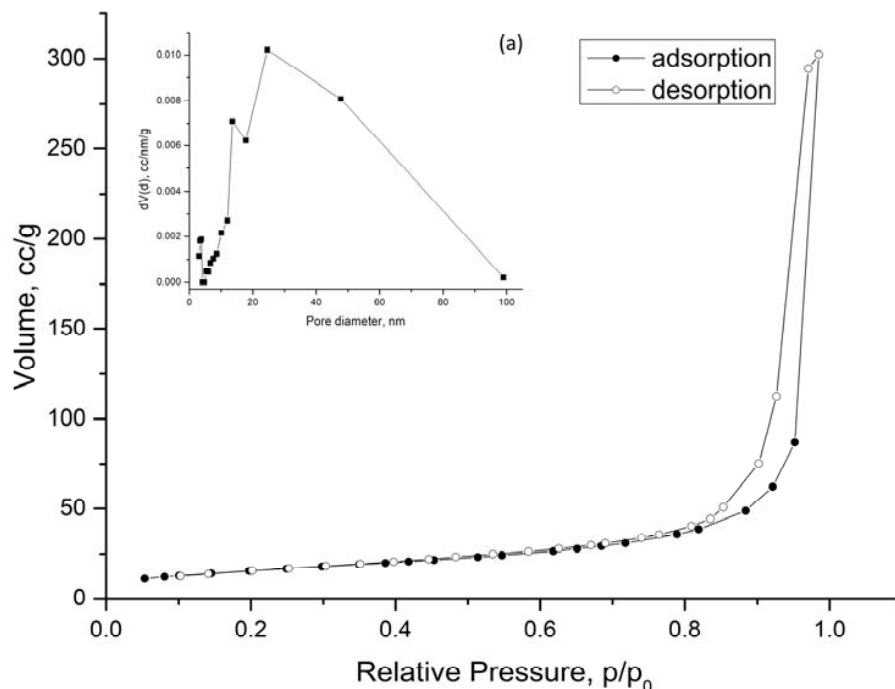 (a)
adsorption
desorption
0.010
0.008
0.006
0.004
0.002
0.000
dV(d), cc/nm/g
0 20 40 60 80 100
Pore diameter, nm
300
250
200
150
100
50
0
Volume, cc/g
0.0 0.2 0.4 0.6 0.8 1.0
Relative Pressure, p/p₀